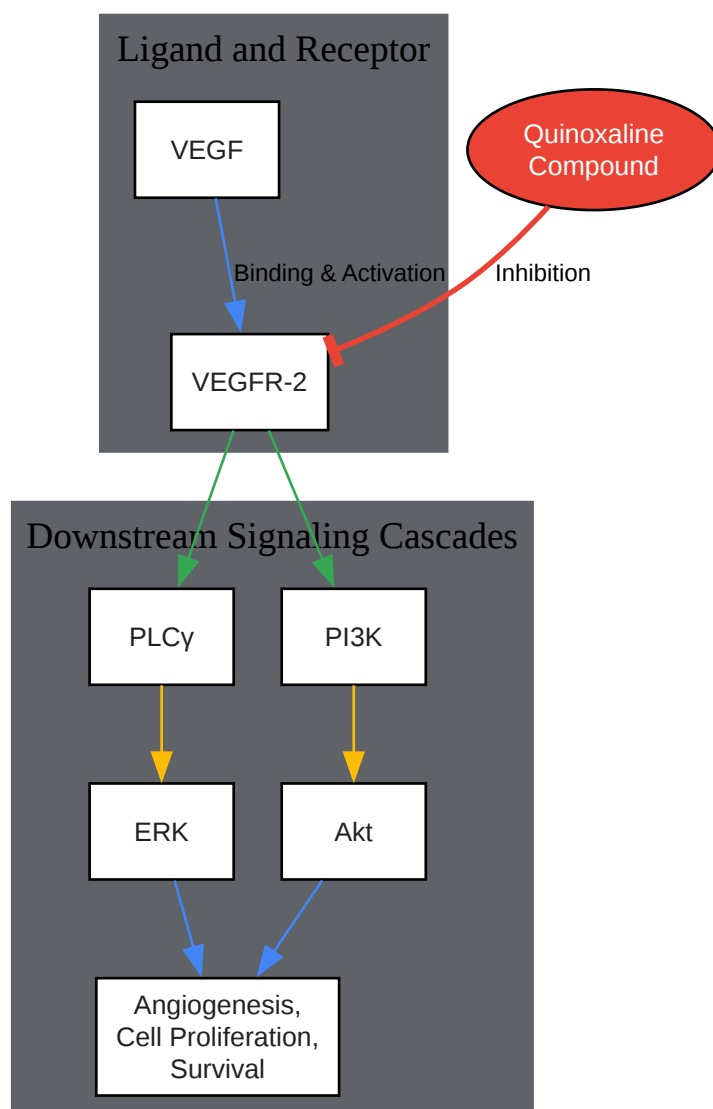 Ligand and Receptor
VEGF
Quinoxaline
Compound
Binding & Activation
Inhibition
VEGFR-2
Downstream Signaling Cascades
PLCγ
PI3K
ERK
Akt
Angiogenesis,
Cell Proliferation,
Survival